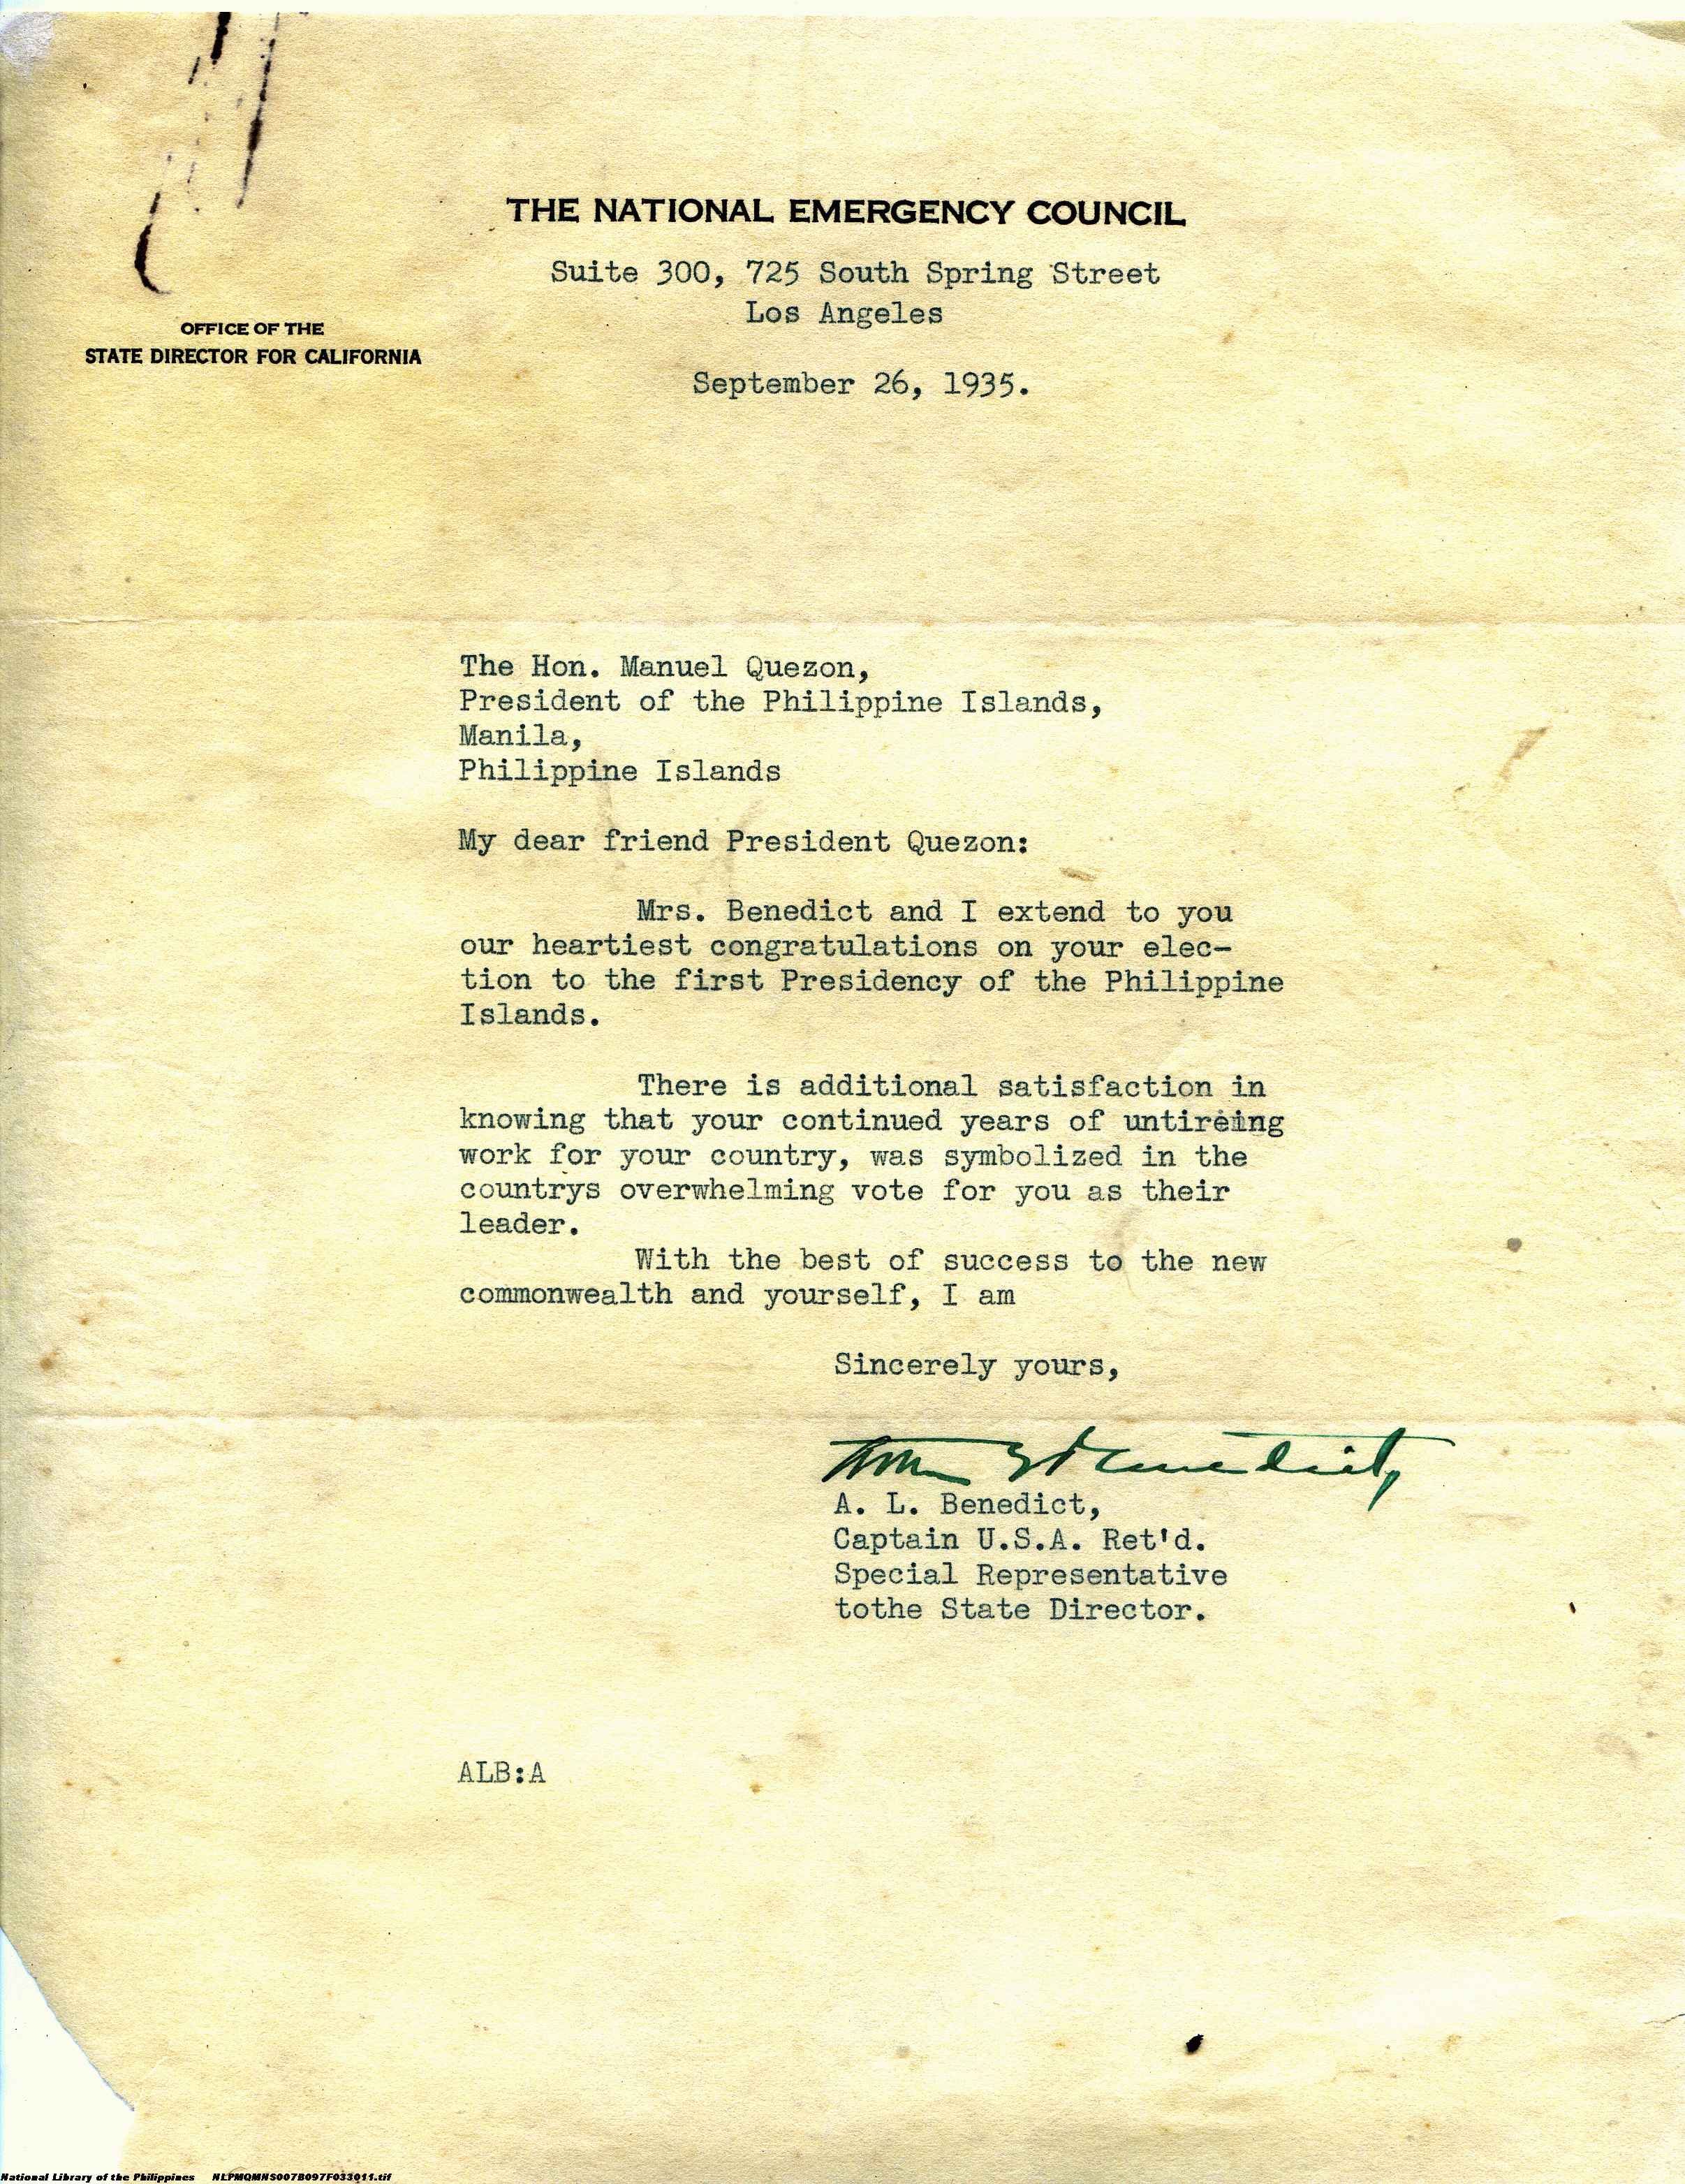 THE NATIONAL EMERGENCY COUNCIL
Suite 300, 725 South Spring Street
Los Angeles
OFFICE OF THE
STATE DIRECTOR FOR CALIFORNIA
September 26, 1935.
The Hon. Manuel Quezon,
President of the Philippine Islands,
Manila,
Philippine Islands
My dear friend President Quezon:
Mrs. Benedict and I extend to you
our heartiest congratulations on your elec-
tion to the first Presidency of the Philippine
Islands.
There is additional satisfaction in
knowing that your continued years of untireing
work for your country, was symbolized in the
countrys overwhelming vote for you as their
leader.
With the best of success to the new
commonwealth and yourself, I am
Sincerely yours,
Benedict,
A. L. Benedict,
Captain U.S.A. Ret'd.
Special Representative
tothe State Director.
ALB:A
National Library of the Philippines NLPMQMNS007B097F033011.tif